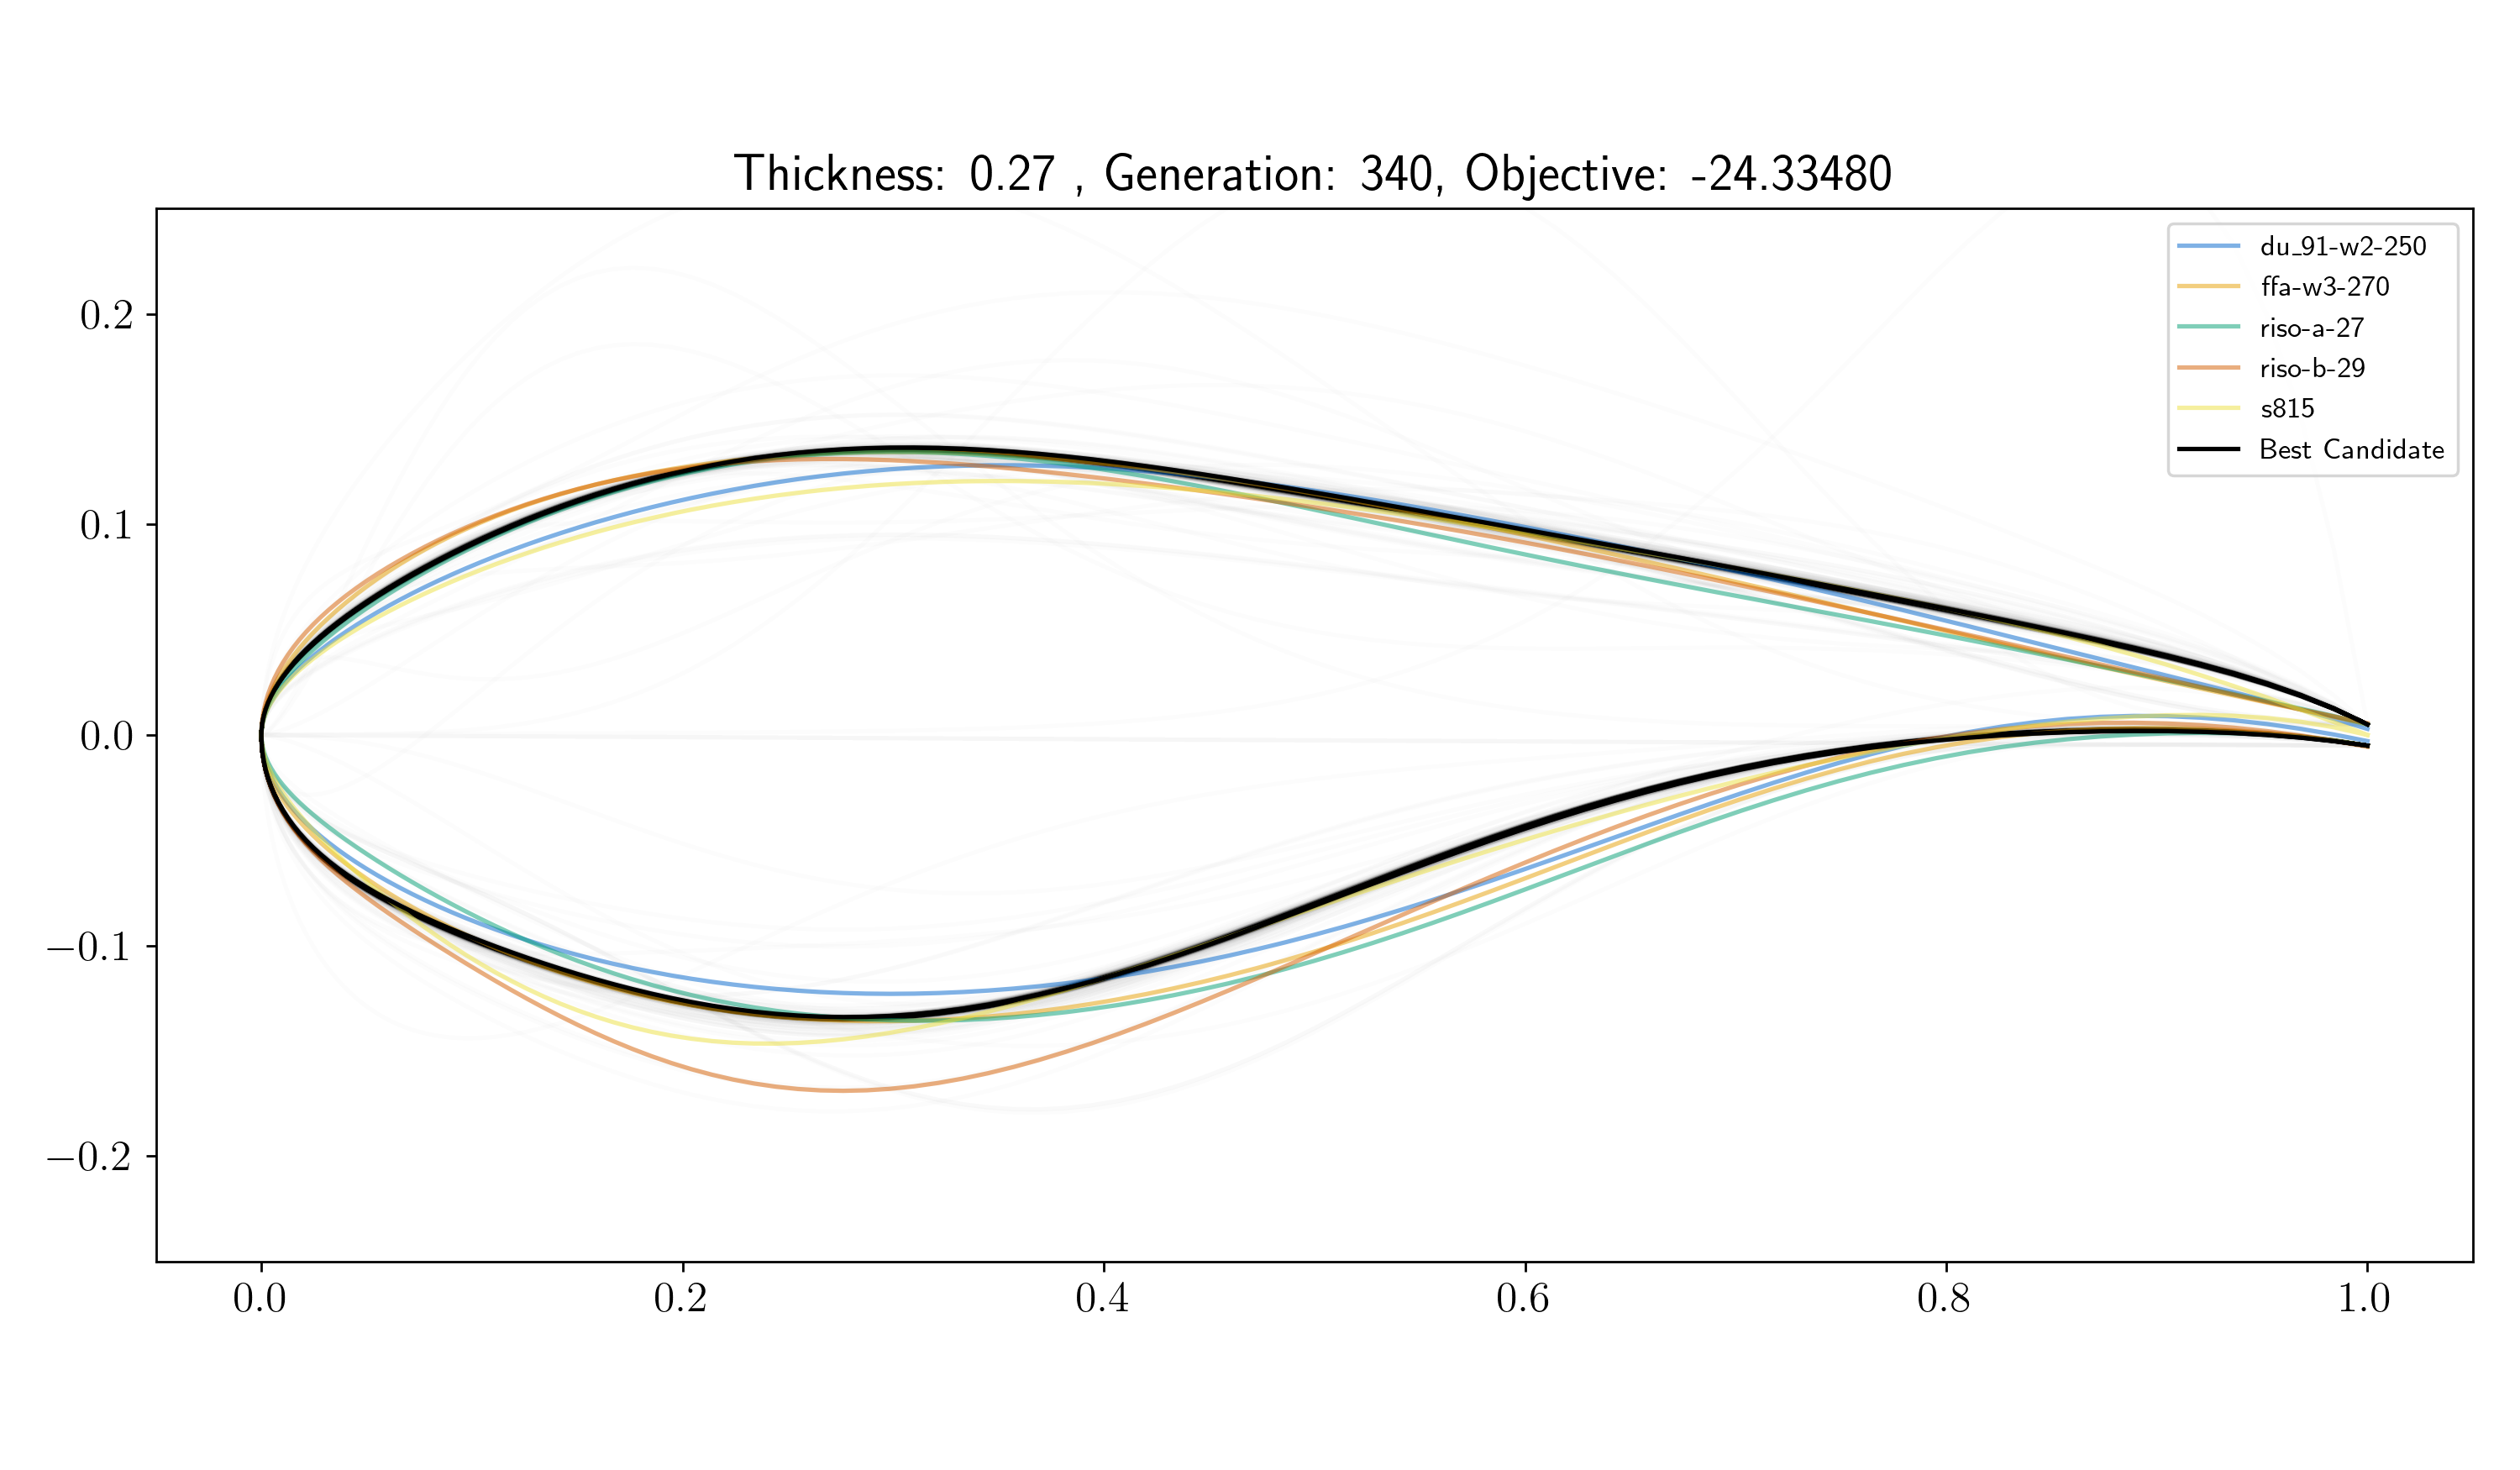 Thickness: 0.27 , Generation: 340, Objective: -24.33480
du_91-w2-250
ffa-w3-270
riso-a-27
riso-b-29
s815
Best Candidate
0.2
0.1
0.0
−0.1
−0.2
0.0 0.2 0.4 0.6 0.8 1.0